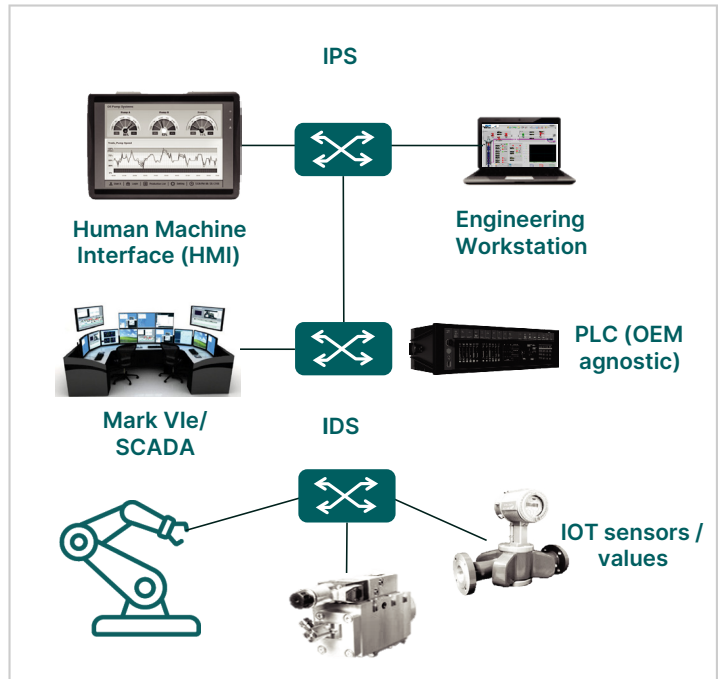 IPS
Human Machine
Interface (HMI)
Engineering
Workstation
PLC (OEM
agnostic)
Mark VIe/
SCADA
IDS
IOT sensors /
values